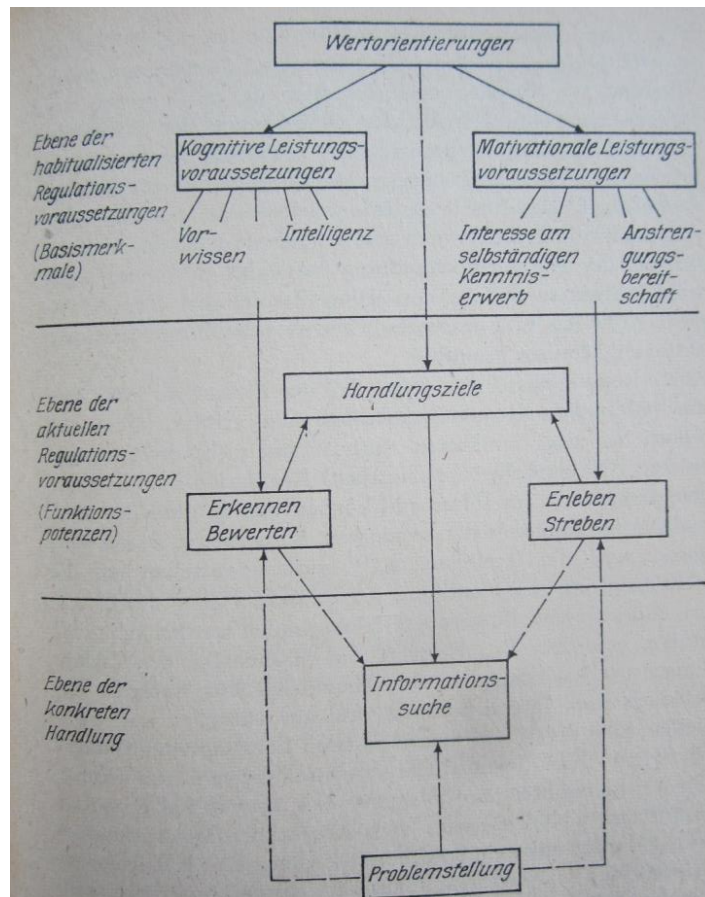 Wertorientierungen
Ebene der
habitualisierten
Regulations-
voraussetzungen
(Basismerk-
male)
Kognitive Leistungs-
voraussetzungen
Motivationale Leistungs-
voraussetzungen
Vor-
wissen
Intelligenz
Interesse am
selbständigen
Kenntnis-
erwerb
Anstren-
gungs-
bereit-
schaft
Ebene der
aktuellen
Regulations-
voraussetzungen
(Funktions-
potenzen)
Handlungsziele
Erkennen
Bewerten
Erleben
Streben
Ebene der
konkreten
Handlung
Informations-
suche
Problemstellung